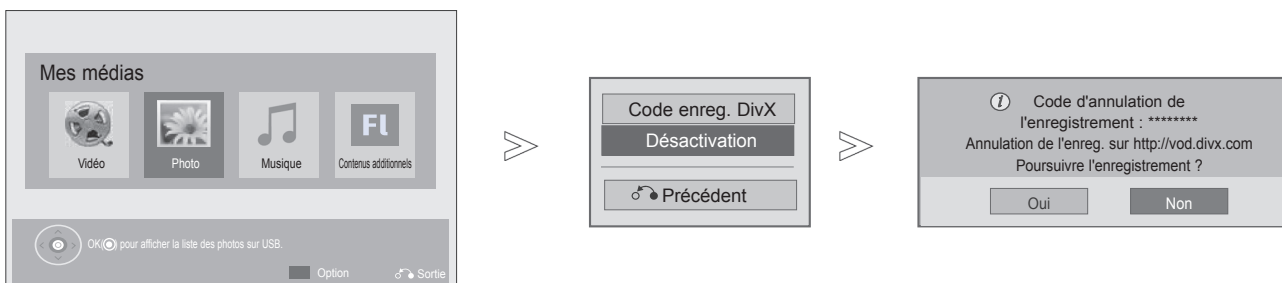 Mes médias
Vidéo
Photo
Musique
FL
Contenus additionnels
OK(◉) pour afficher la liste des photos sur USB.
Option
Sortie
Code enreg. DivX
Désactivation
Précédent
Code d'annulation de
l'enregistrement : ********
Annulation de l'enreg. sur http://vod.divx.com
Poursuivre l'enregistrement ?
Oui
Non